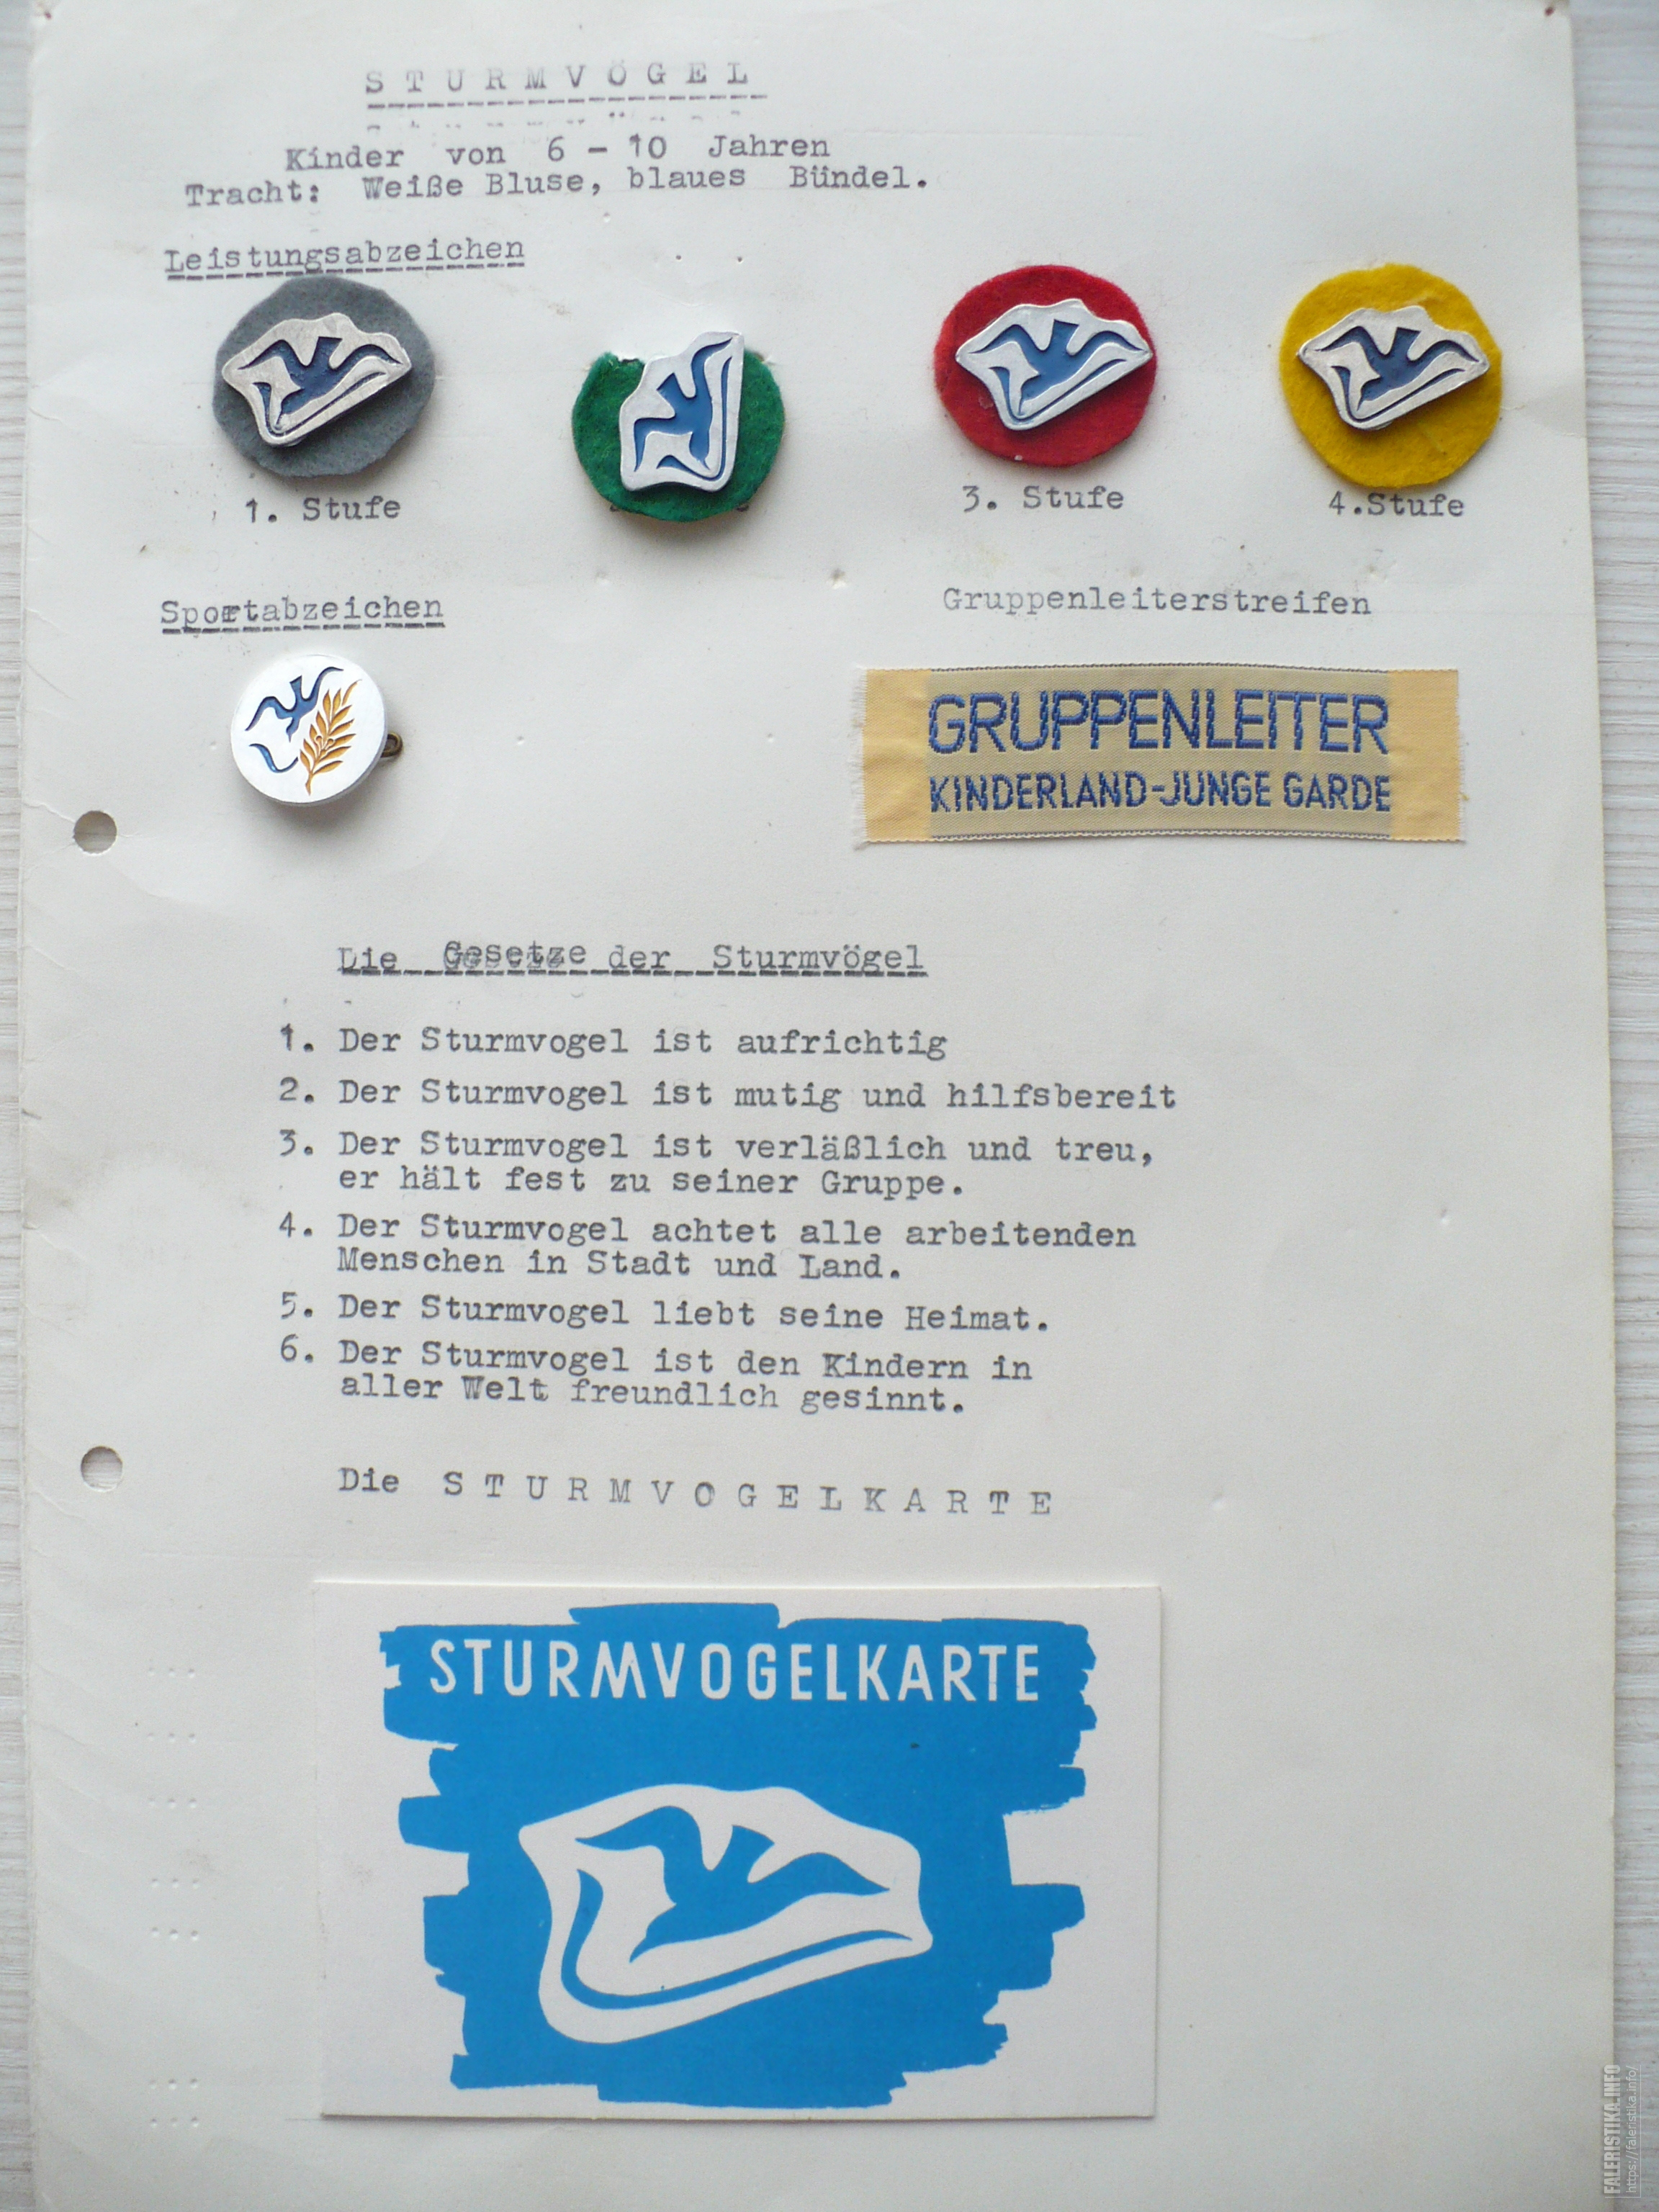 STURMVÖGEL
Kinder von 6 - 10 Jahren
Tracht: Weiße Bluse, blaues Bündel.
Leistungsabzeichen
1. Stufe
3. Stufe
4.Stufe
Sportabzeichen
Gruppenleiterstreifen
GRUPPENLEITER
KINDERLAND-JUNGE GARDE
Die Gesetze der Sturmvögel
1. Der Sturmvogel ist aufrichtig
2. Der Sturmvogel ist mutig und hilfsbereit
3. Der Sturmvogel ist verläßlich und treu,
er hält fest zu seiner Gruppe.
4. Der Sturmvogel achtet alle arbeitenden
Menschen in Stadt und Land.
5. Der Sturmvogel liebt seine Heimat.
6. Der Sturmvogel ist den Kindern in
aller Welt freundlich gesinnt.
Die STURMVOGELKARTE
STURMVOGELKARTE
FALERISTIKA.INFO
https://faleristika.info/